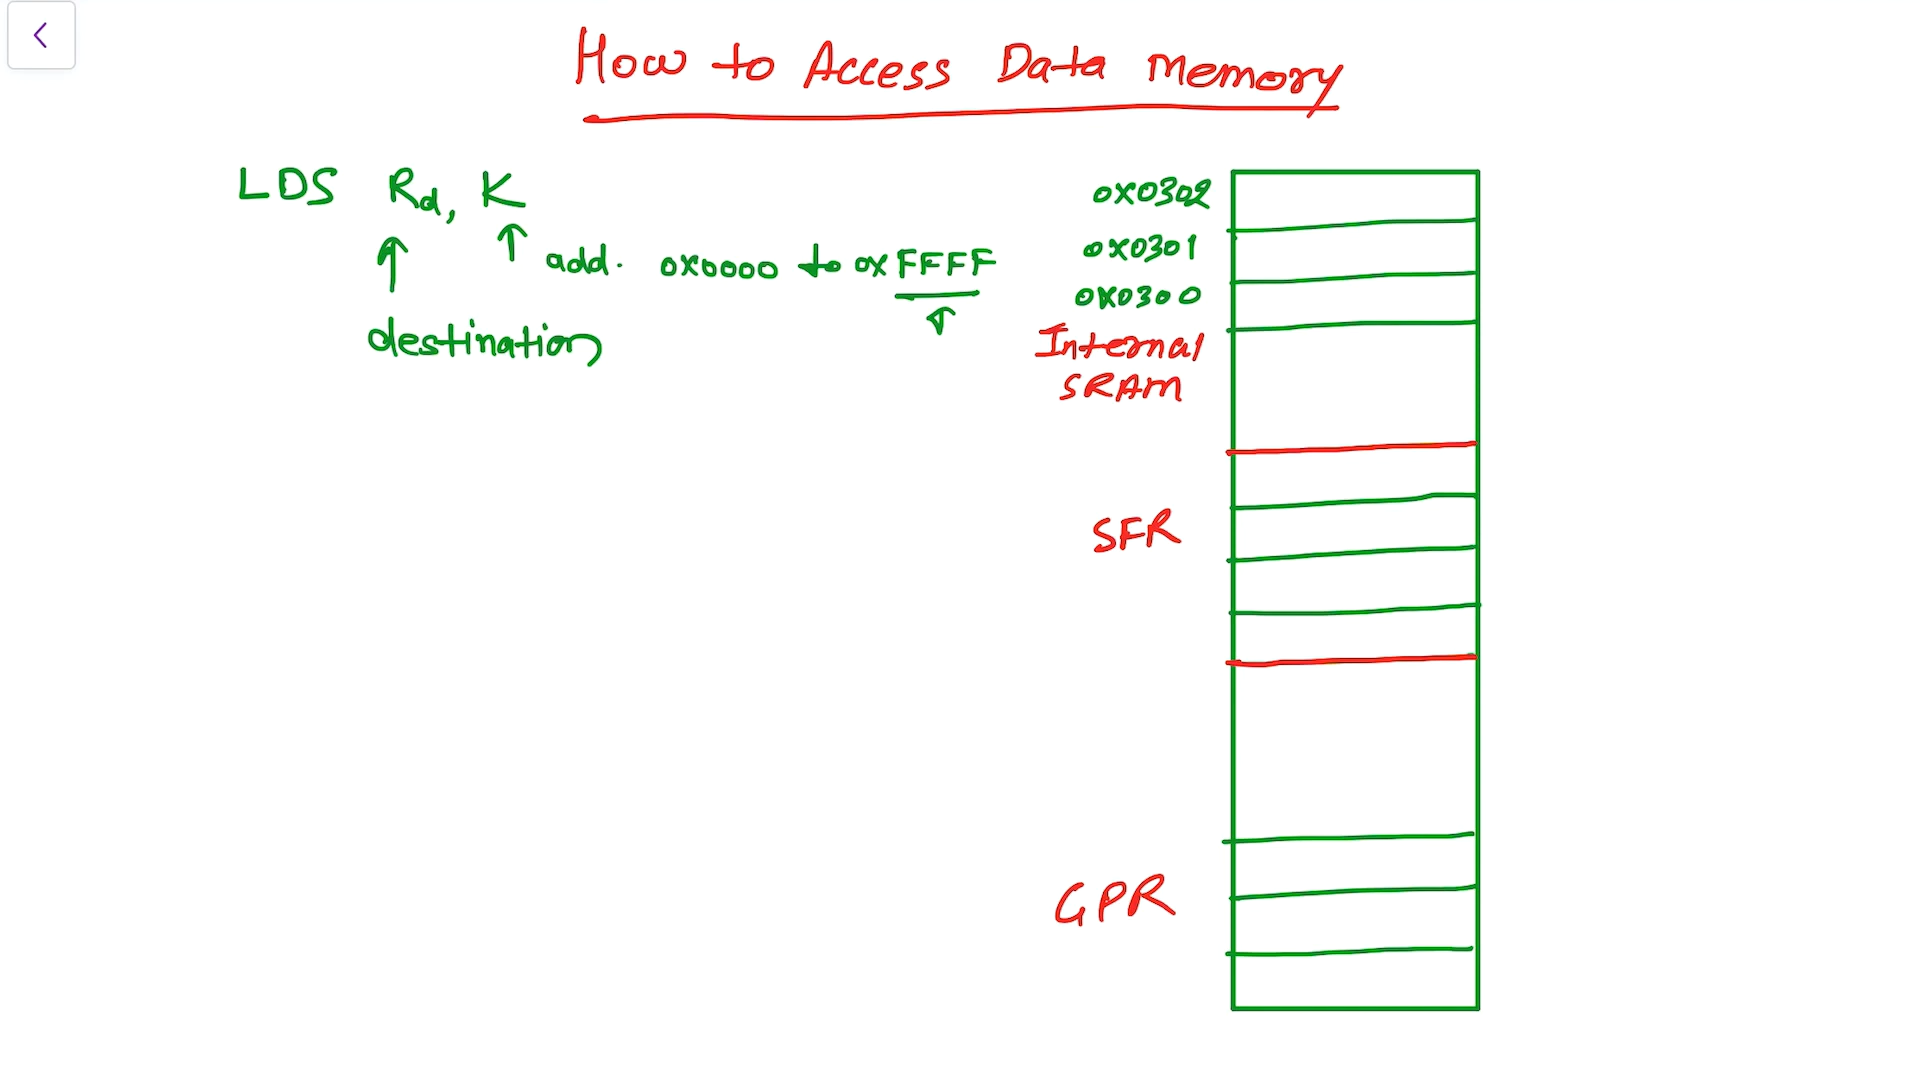 How to Access Data Memory
LDS Rd, K
add. 0x0000 to 0xFFFF
destination
0x0302
0x0301
0x0300
Internal
SRAM
SFR
GPR